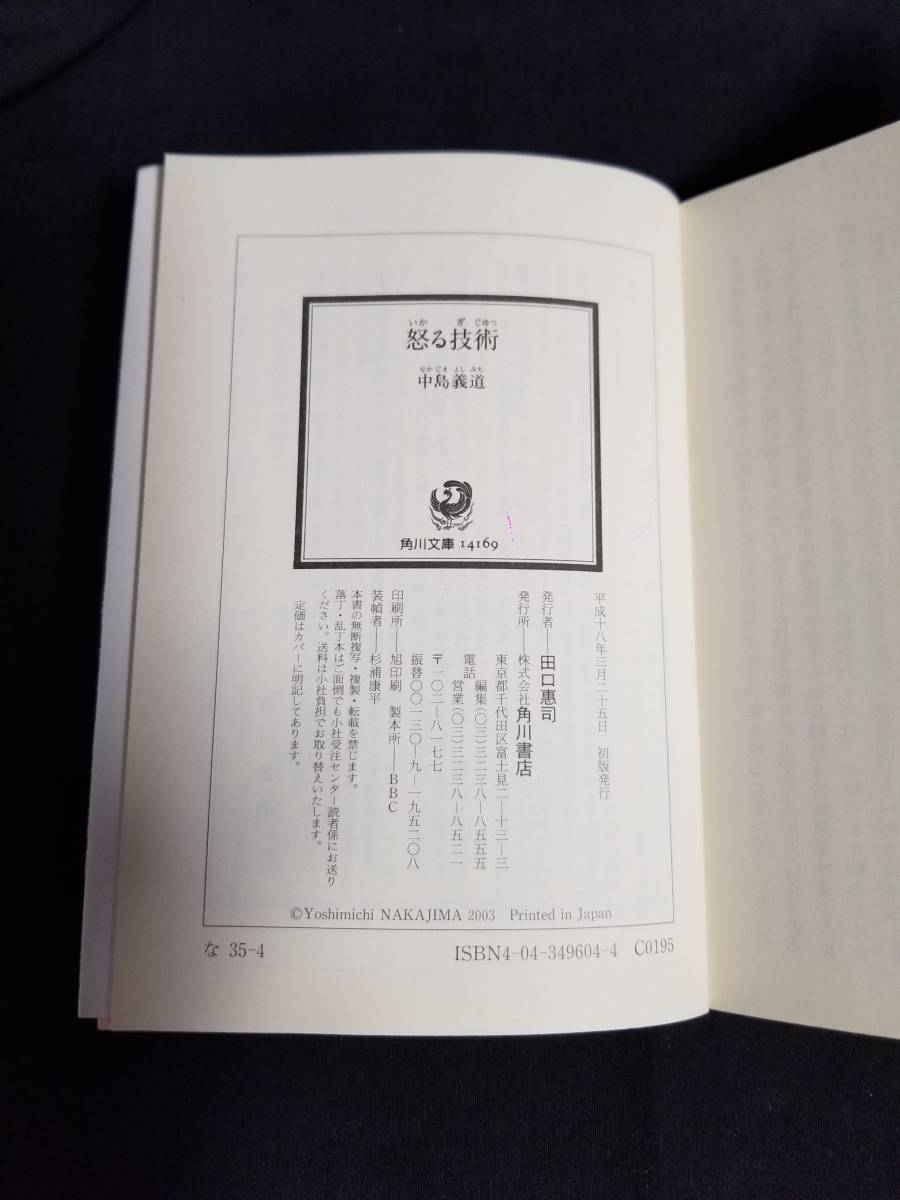 いか ぎ じゅつ
怒る技術
なか じま よし みち
中島義道
角川文庫 14169
平成十八年三月二十五日 初版発行
発行者──田口惠司
発行所──株式会社角川書店
東京都千代田区富士見二─十三─三
電話 編集(〇三)三二三八─八五五五
営業(〇三)三二三八─八五二一
〒一〇二─八一七七
振替〇〇一三〇─九─一九五二〇八
印刷所──旭印刷 製本所──BBC
装幀者──杉浦康平
本書の無断複写・複製・転載を禁じます。
落丁・乱丁本はご面倒でも小社受注センター読者係にお送り
ください。送料は小社負担でお取り替えいたします。
定価はカバーに明記してあります。
©Yoshimichi NAKAJIMA 2003 Printed in Japan
な 35-4
ISBN4-04-349604-4 C0195